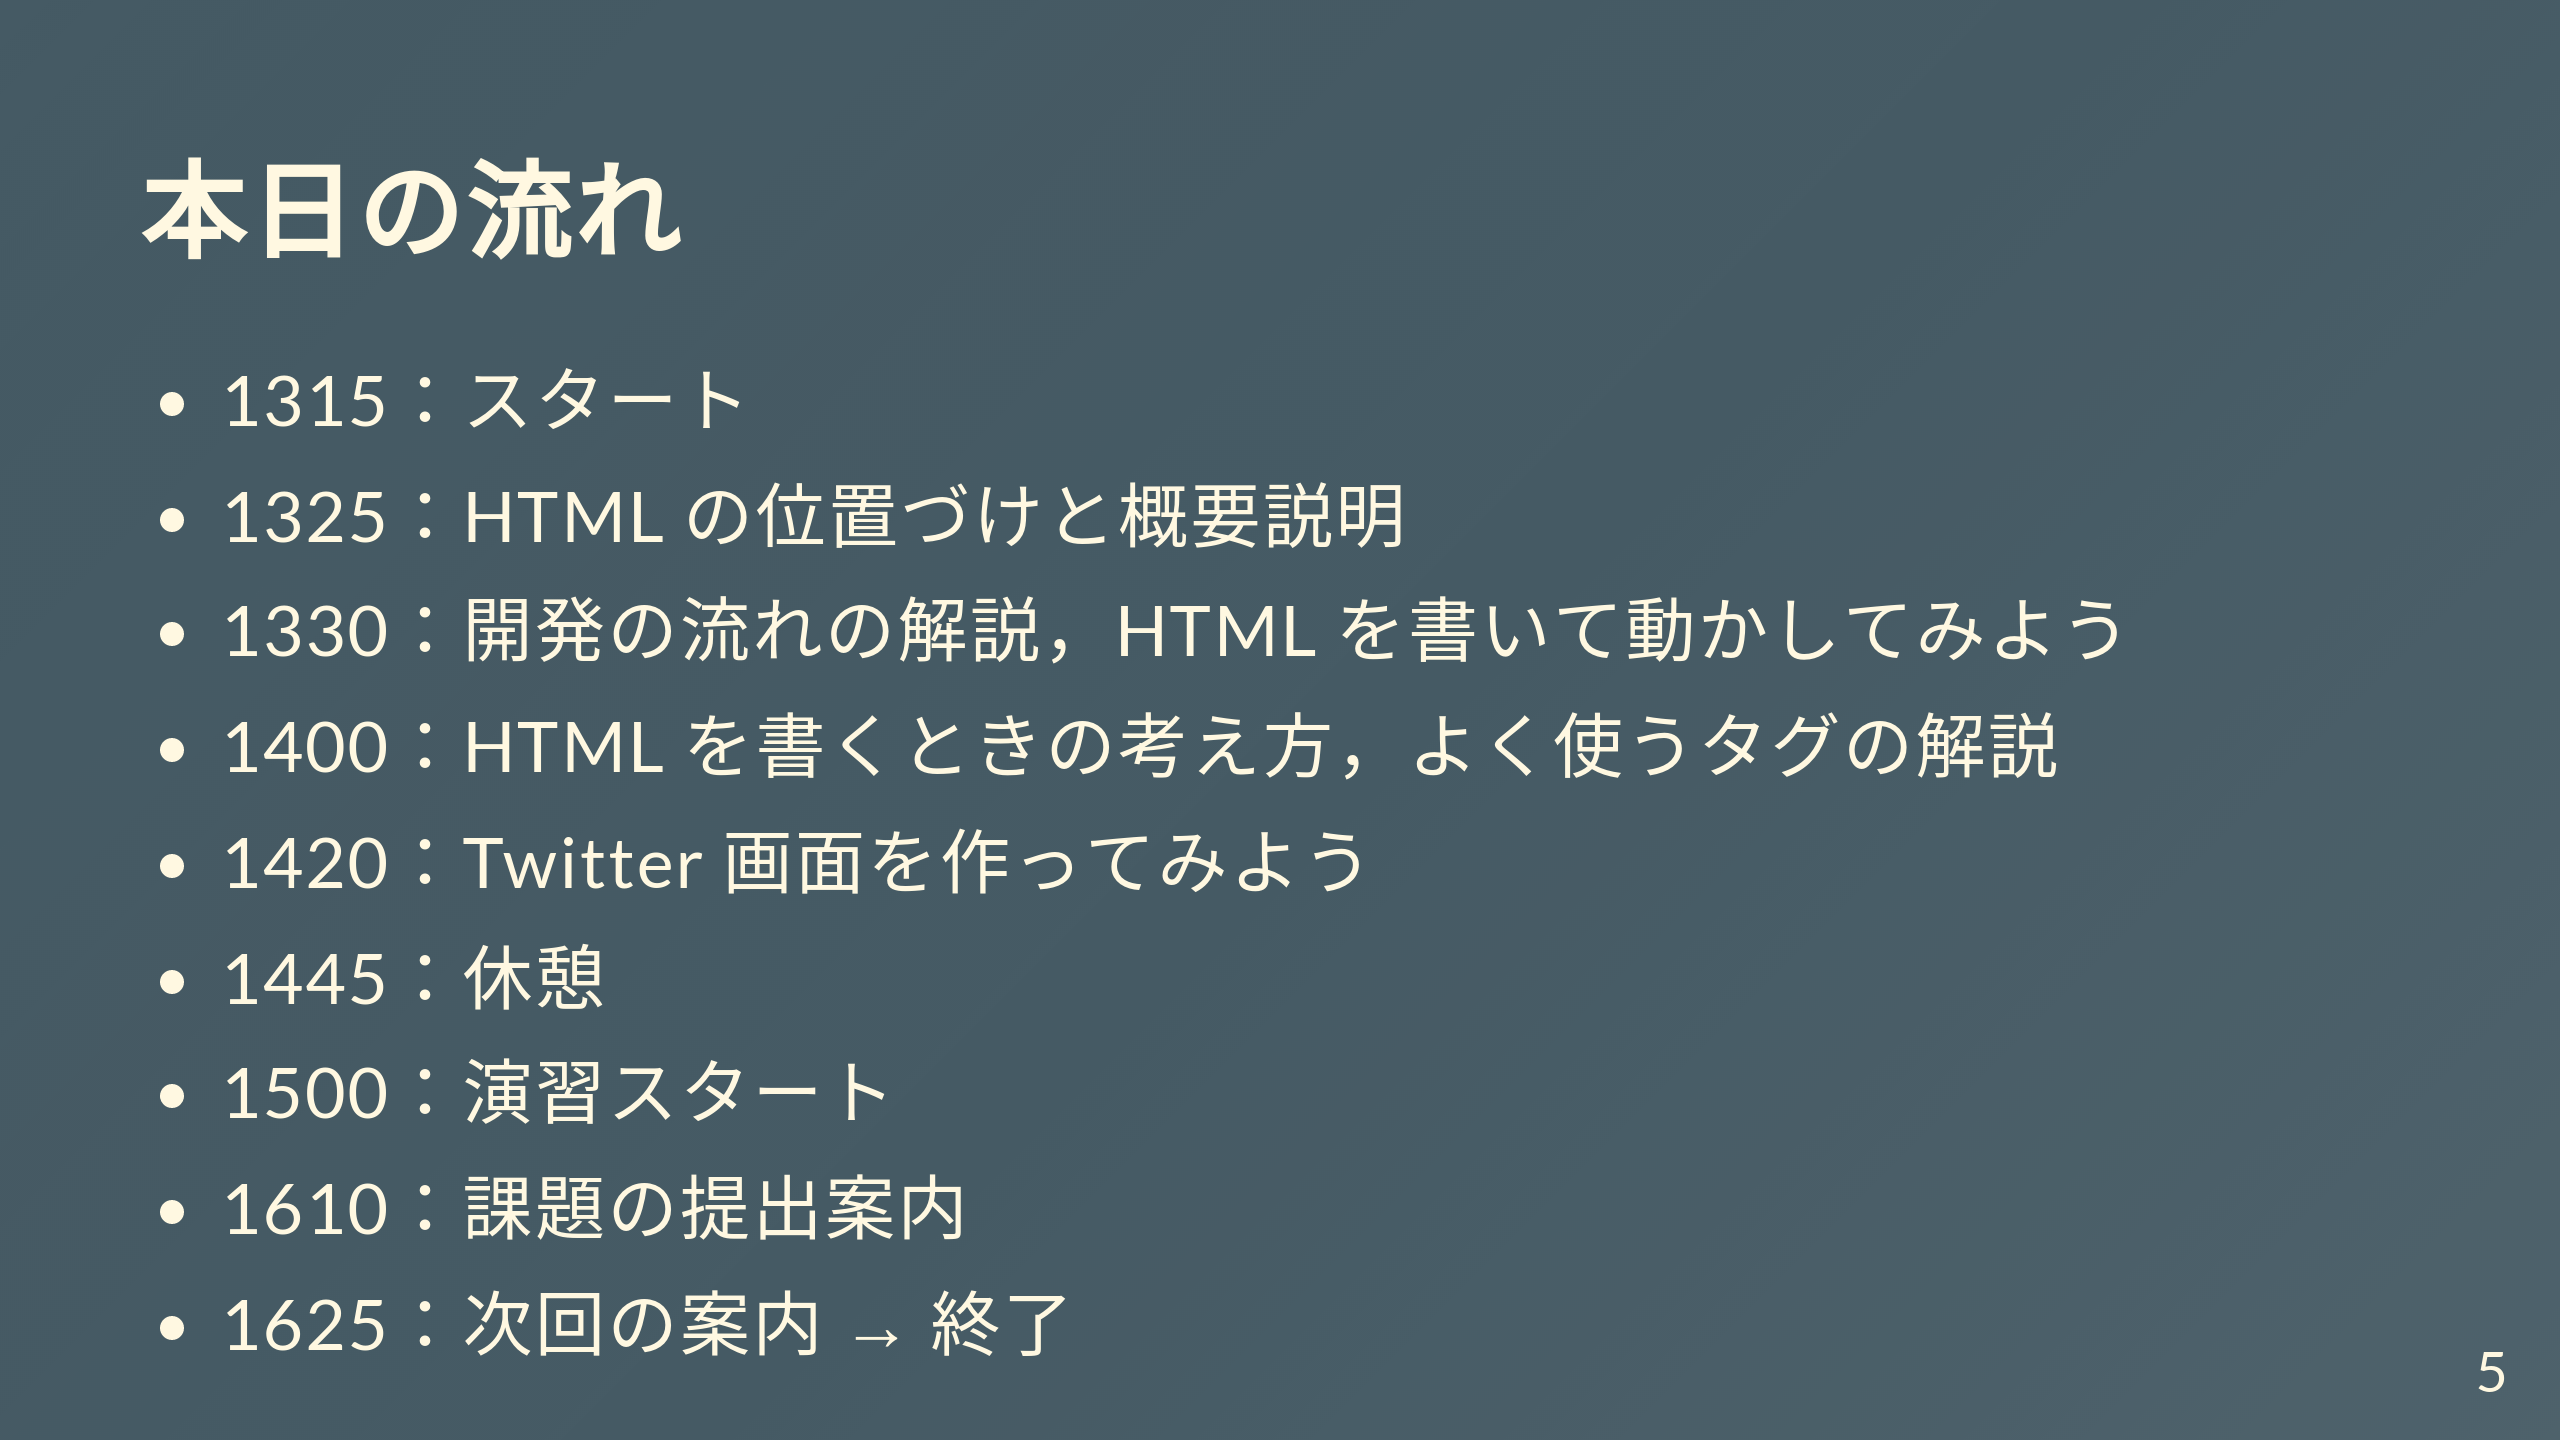 本日の流れ
• 1315：スタート
• 1325：HTML の位置づけと概要説明
• 1330：開発の流れの解説，HTML を書いて動かしてみよう
• 1400：HTML を書くときの考え方，よく使うタグの解説
• 1420：Twitter 画面を作ってみよう
• 1445：休憩
• 1500：演習スタート
• 1610：課題の提出案内
• 1625：次回の案内 → 終了
5